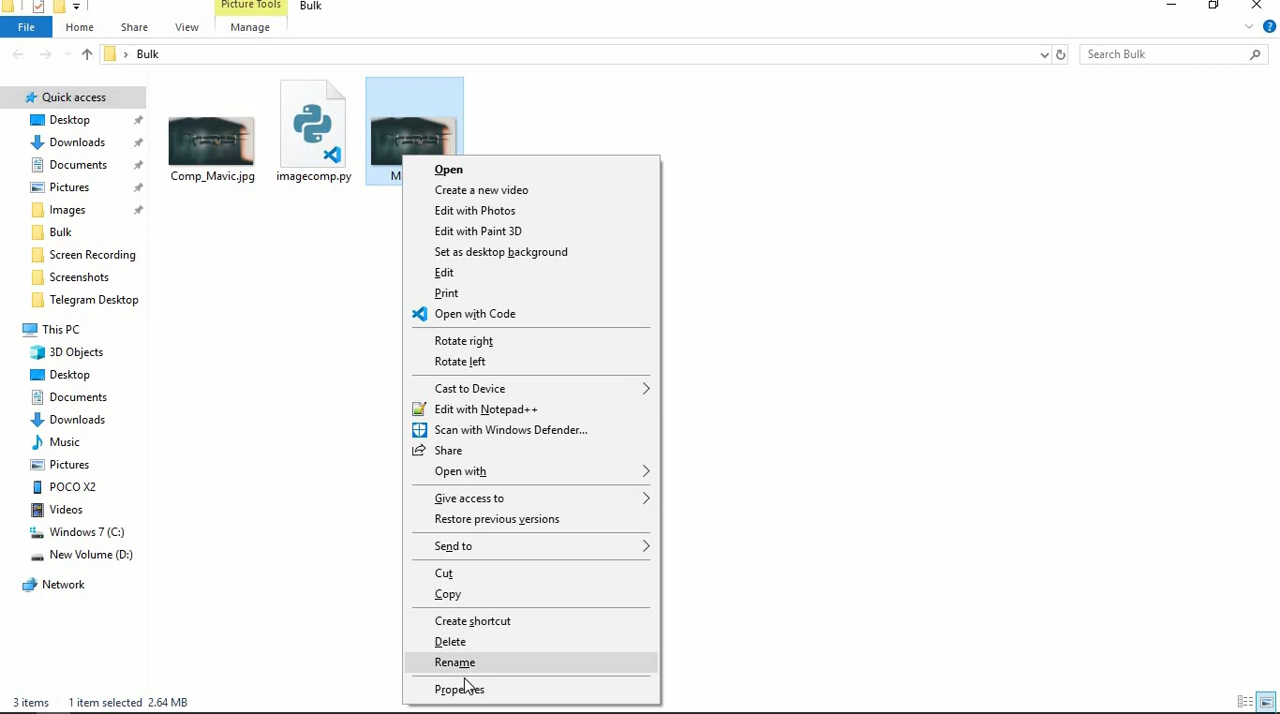 Picture Tools
Bulk
File
Home
Share
View
Manage
Bulk
Search Bulk
Quick access
Desktop
Downloads
Documents
Pictures
Images
Bulk
Screen Recording
Screenshots
Telegram Desktop
This PC
3D Objects
Desktop
Documents
Downloads
Music
Pictures
POCO X2
Videos
Windows 7 (C:)
New Volume (D:)
Network
Comp_Mavic.jpg
imagecomp.py
M
Open
Create a new video
Edit with Photos
Edit with Paint 3D
Set as desktop background
Edit
Print
Open with Code
Rotate right
Rotate left
Cast to Device
Edit with Notepad++
Scan with Windows Defender...
Share
Open with
Give access to
Restore previous versions
Send to
Cut
Copy
Create shortcut
Delete
Rename
Properties
3 items
1 item selected 2.64 MB